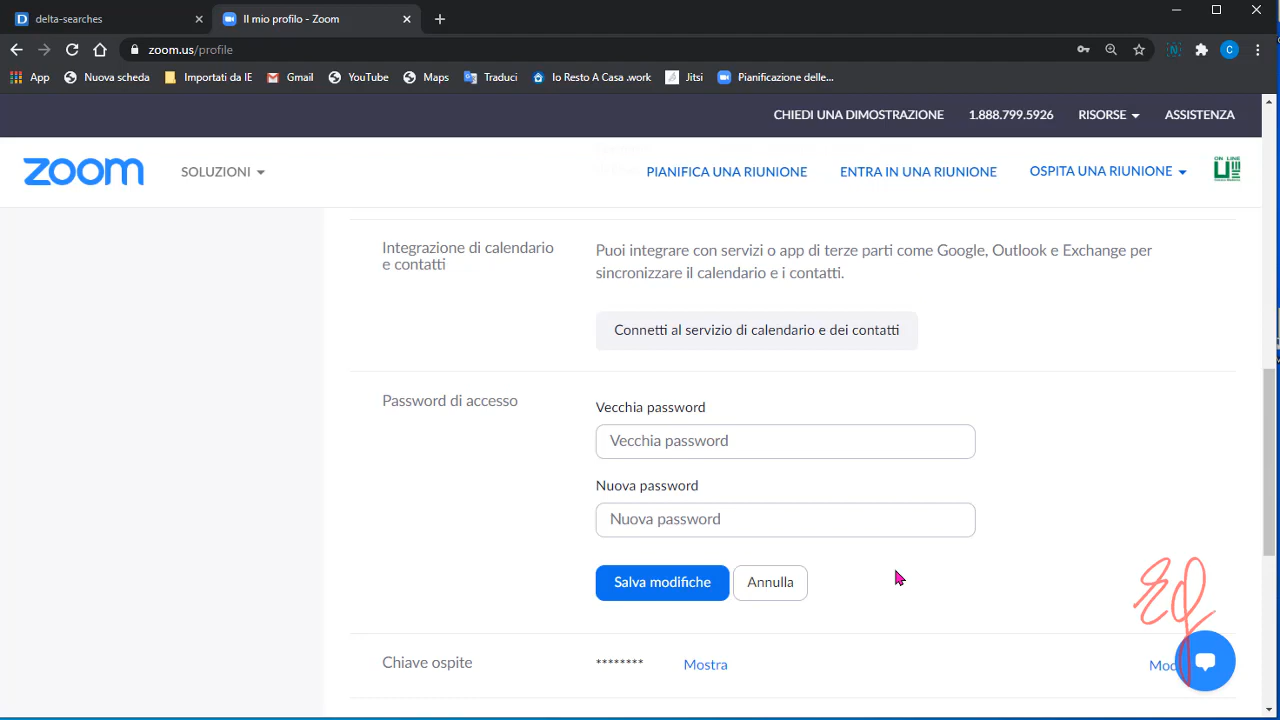 delta-searches
Il mio profilo - Zoom
zoom.us/profile
App Nuova scheda Importati da IE Gmail YouTube Maps Traduci Io Resto A Casa .work Jitsi Pianificazione delle...
CHIEDI UNA DIMOSTRAZIONE 1.888.799.5926 RISORSE ASSISTENZA
zoom SOLUZIONI PIANIFICA UNA RIUNIONE ENTRA IN UNA RIUNIONE OSPITA UNA RIUNIONE
ON LINE
Integrazione di calendario
e contatti
Puoi integrare con servizi o app di terze parti come Google, Outlook e Exchange per
sincronizzare il calendario e i contatti.
Connetti al servizio di calendario e dei contatti
Password di accesso
Vecchia password
Vecchia password
Nuova password
Nuova password
Salva modifiche Annulla
Chiave ospite ******** Mostra Mod